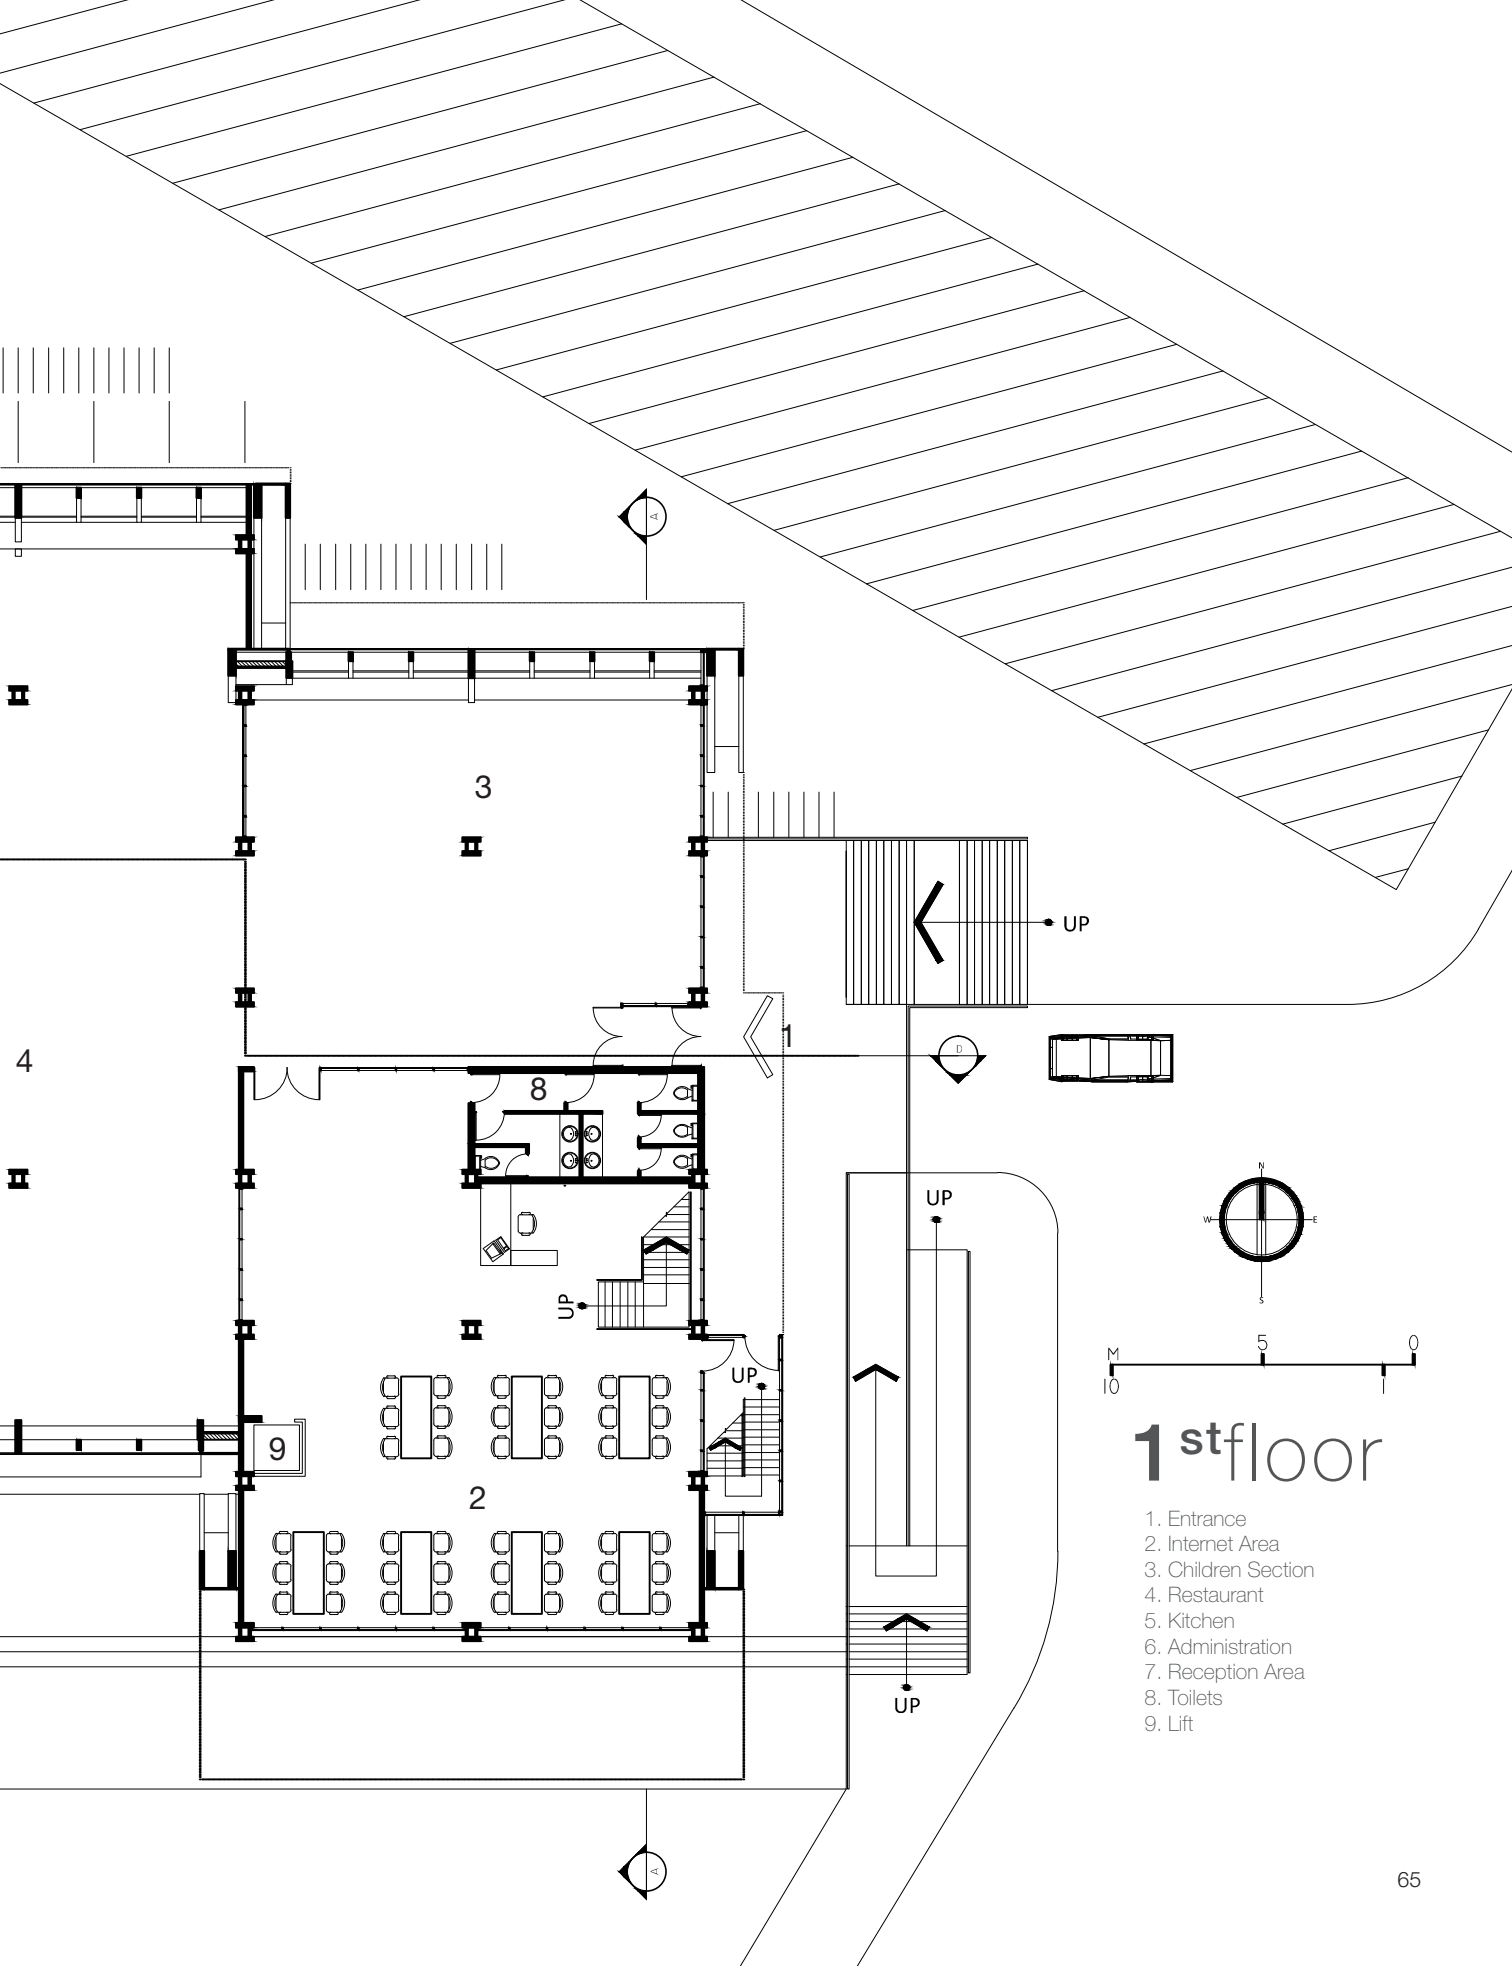 A
3
UP
1
D
4
8
N
W
E
S
UP
UP
UP
M
5
0
10
1
9
1st floor
2
1. Entrance
2. Internet Area
3. Children Section
4. Restaurant
5. Kitchen
6. Administration
7. Reception Area
8. Toilets
9. Lift
UP
A
65